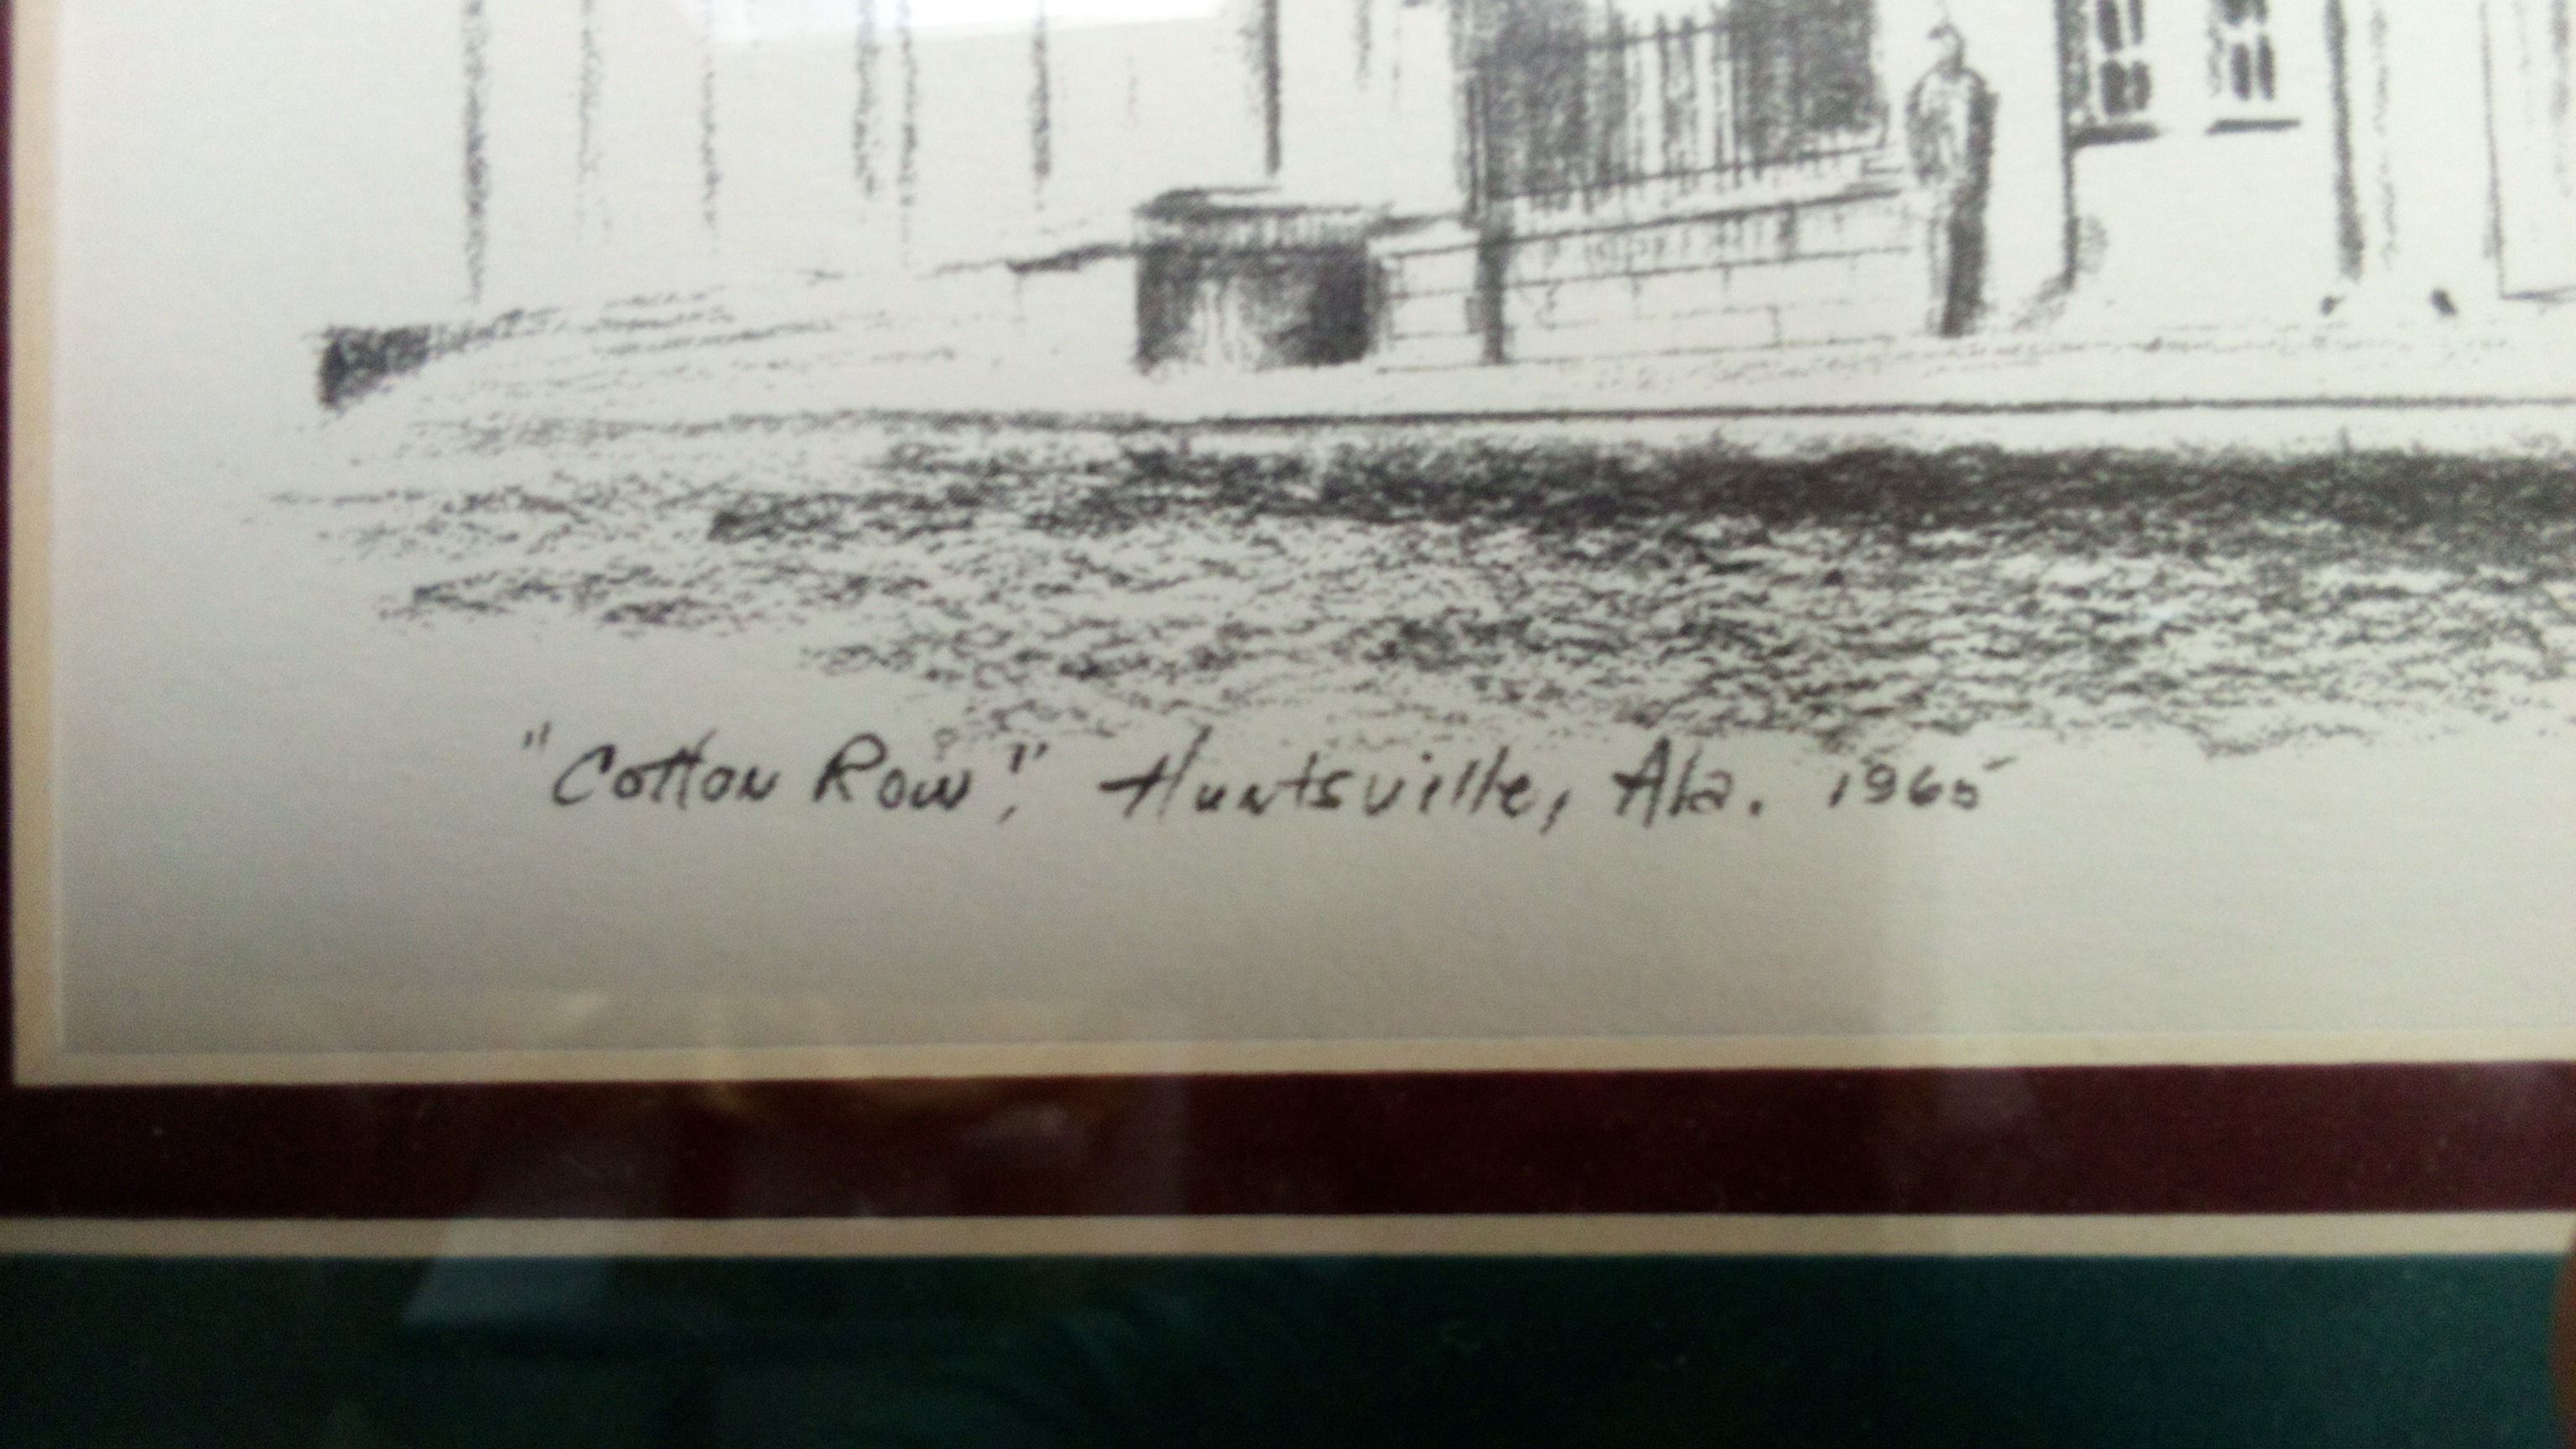 "Cotton Row," Huntsville, Ala. 1965